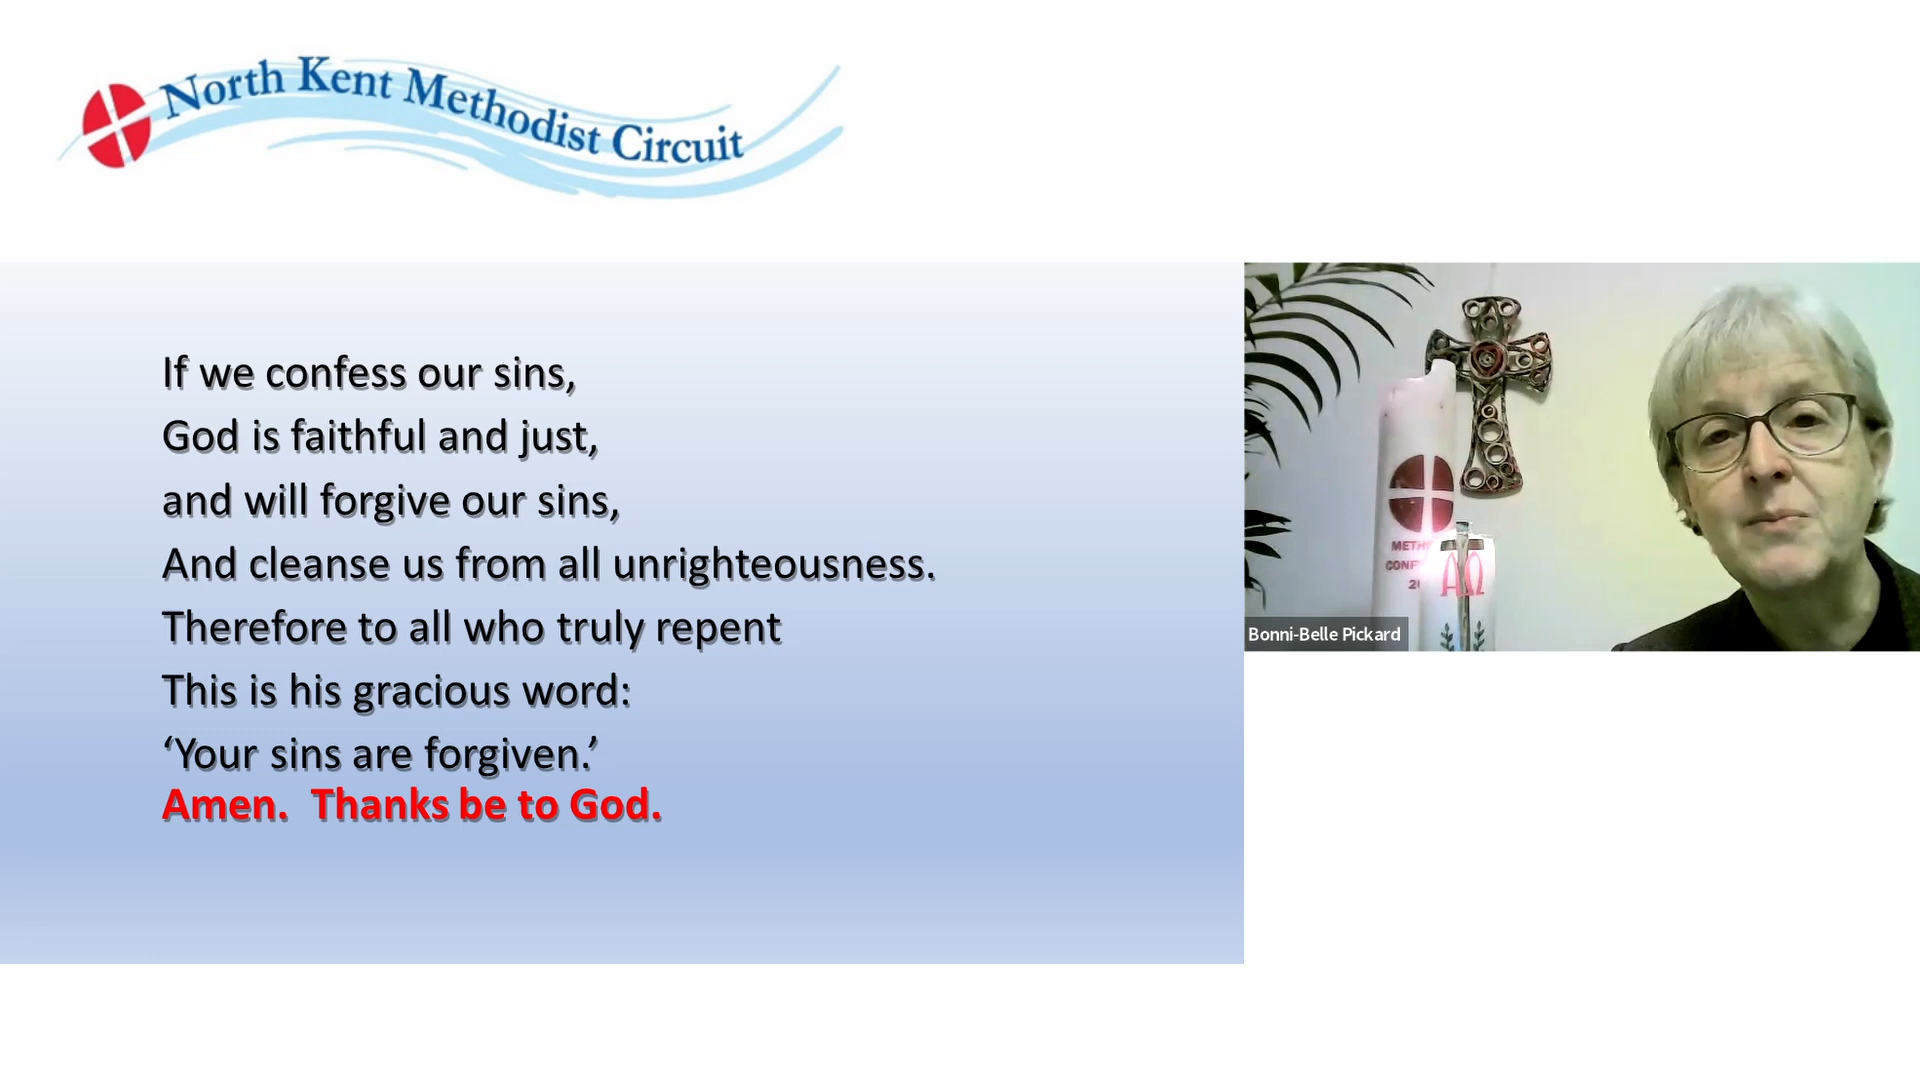 North Kent Methodist Circuit
If we confess our sins,
God is faithful and just,
and will forgive our sins,
And cleanse us from all unrighteousness.
Therefore to all who truly repent
This is his gracious word:
‘Your sins are forgiven.’
Amen.  Thanks be to God.
ΑΩ
Bonni-Belle Pickard